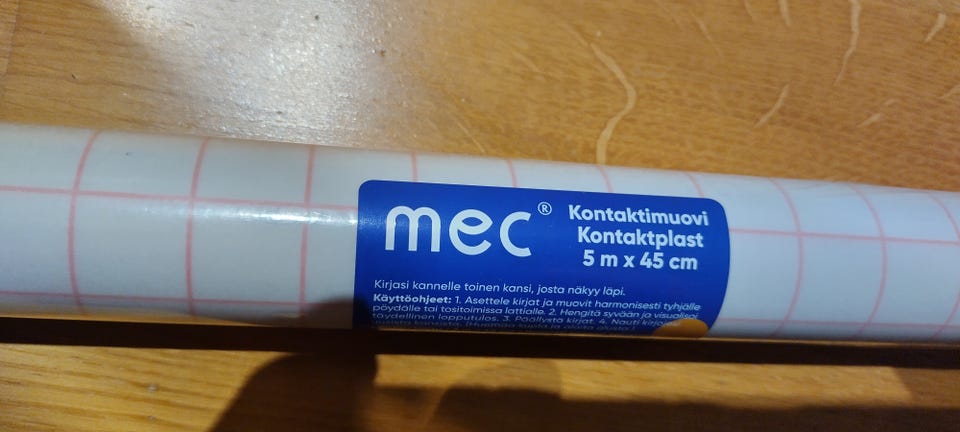 mec®
Kontaktimuovi
Kontaktplast
5 m x 45 cm
Kirjasi kannelle toinen kansi, josta näkyy läpi.
Käyttöohjeet: 1. Asettele kirjat ja muovit harmonisesti tyhjälle
pöydälle tai tositoimissa lattialle. 2. Hengitä syvään ja visualisoi
täydellinen lopputulos. 3. Päällystä kirjat. 4. Nauti kirjojen